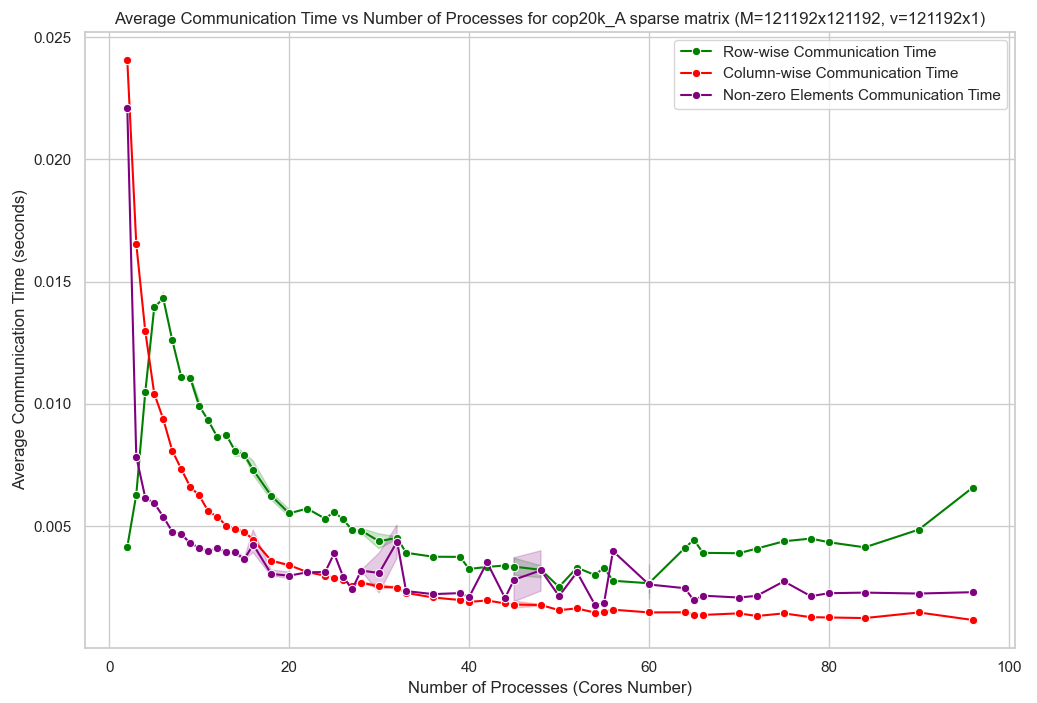 Average Communication Time vs Number of Processes for cop20k_A sparse matrix (M=121192x121192, v=121192x1)
Row-wise Communication Time
Column-wise Communication Time
Non-zero Elements Communication Time
Average Communication Time (seconds)
0.025
0.020
0.015
0.010
0.005
0
20
40
60
80
100
Number of Processes (Cores Number)